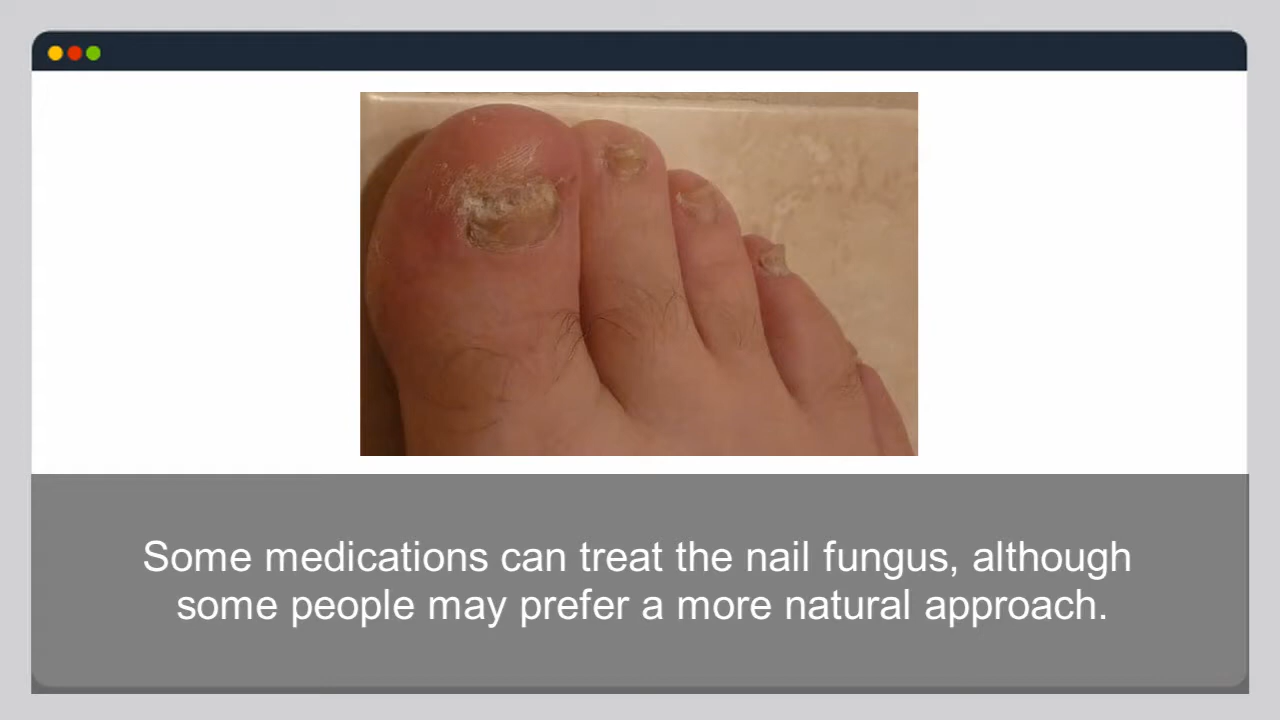 Some medications can treat the nail fungus, although
some people may prefer a more natural approach.